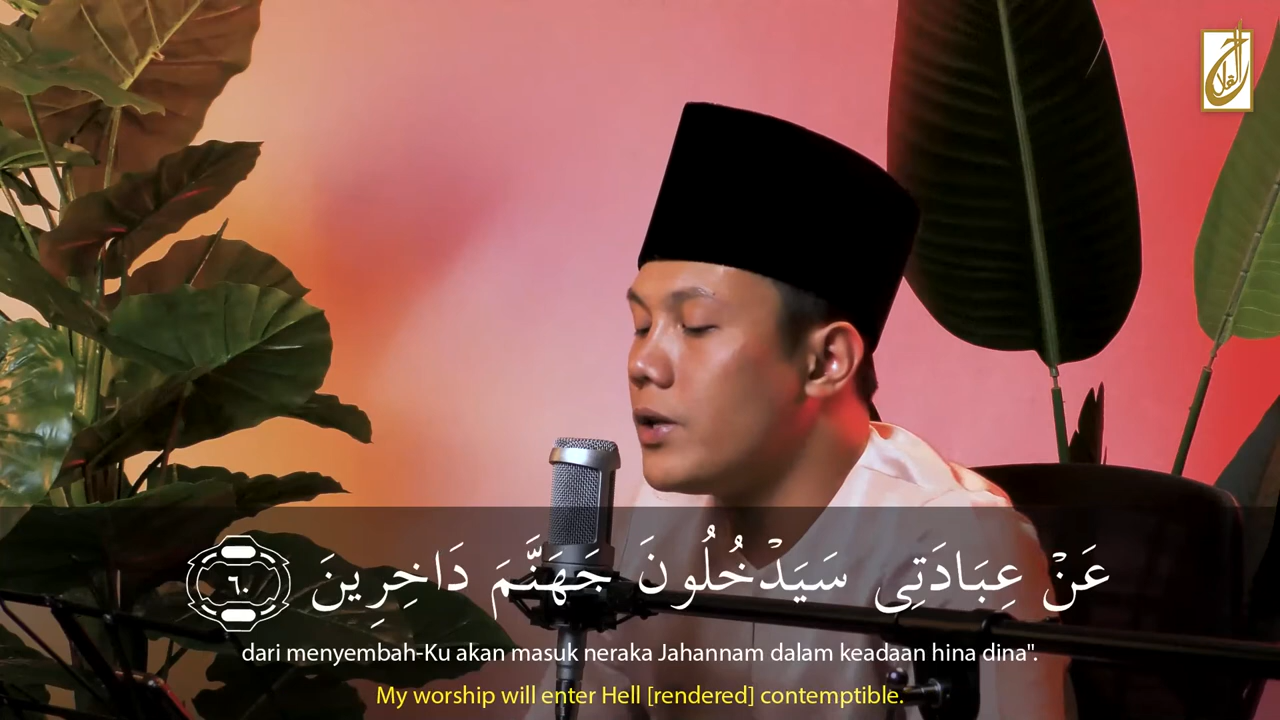 الفلاح
عَنْ عِبَادَتِى سَيَدْخُلُونَ جَهَنَّمَ دَاخِرِينَ ٦٠
dari menyembah-Ku akan masuk neraka Jahannam dalam keadaan hina dina".
My worship will enter Hell [rendered] contemptible.